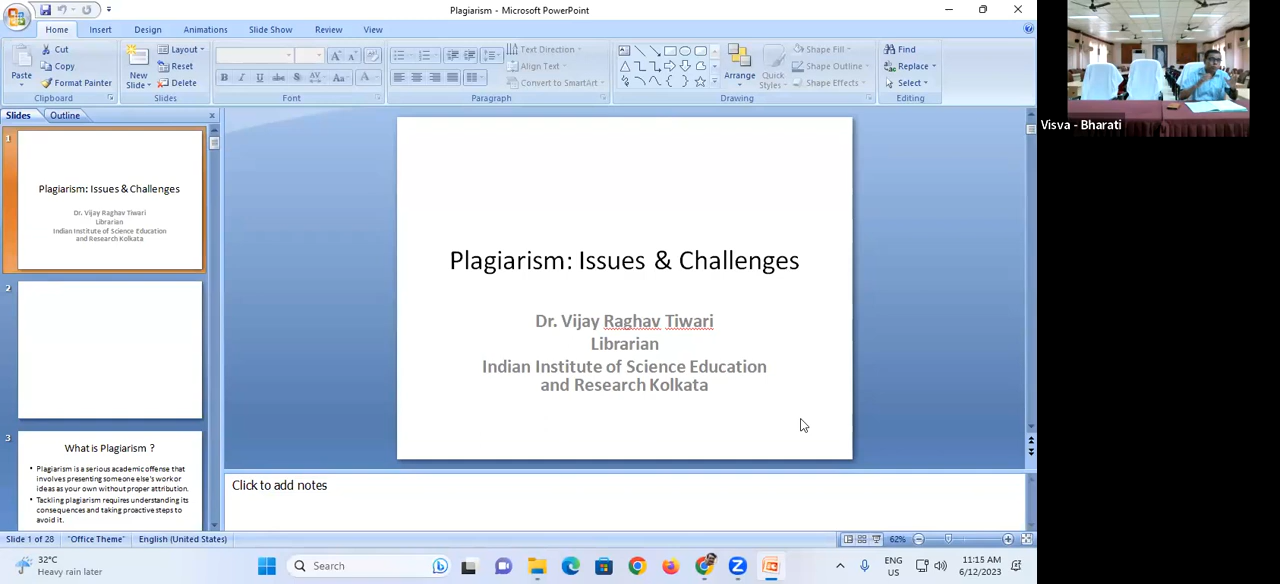 Plagiarism - Microsoft PowerPoint
Home Insert Design Animations Slide Show Review View
Paste
Cut
Copy
Format Painter
Clipboard
New Slide
Layout
Reset
Delete
Slides
B I U abc S AV Aa A
Font
Text Direction
Align Text
Convert to SmartArt
Paragraph
Arrange
Quick Styles
Shape Fill
Shape Outline
Shape Effects
Drawing
Find
Replace
Select
Editing
Visva - Bharati
Slides Outline
1
Plagiarism: Issues & Challenges
Dr. Vijay Raghav Tiwari
Librarian
Indian Institute of Science Education
and Research Kolkata
2
3
What is Plagiarism ?
• Plagiarism is a serious academic offense that
involves presenting someone else's work or
ideas as your own without proper attribution.
• Tackling plagiarism requires understanding its
consequences and taking proactive steps to
avoid it.
Plagiarism: Issues & Challenges
Dr. Vijay Raghav Tiwari
Librarian
Indian Institute of Science Education
and Research Kolkata
Click to add notes
Slide 1 of 28 "Office Theme" English (United States) 62%
32°C
Heavy rain later
Search
ENG
US
11:15 AM
6/12/2023